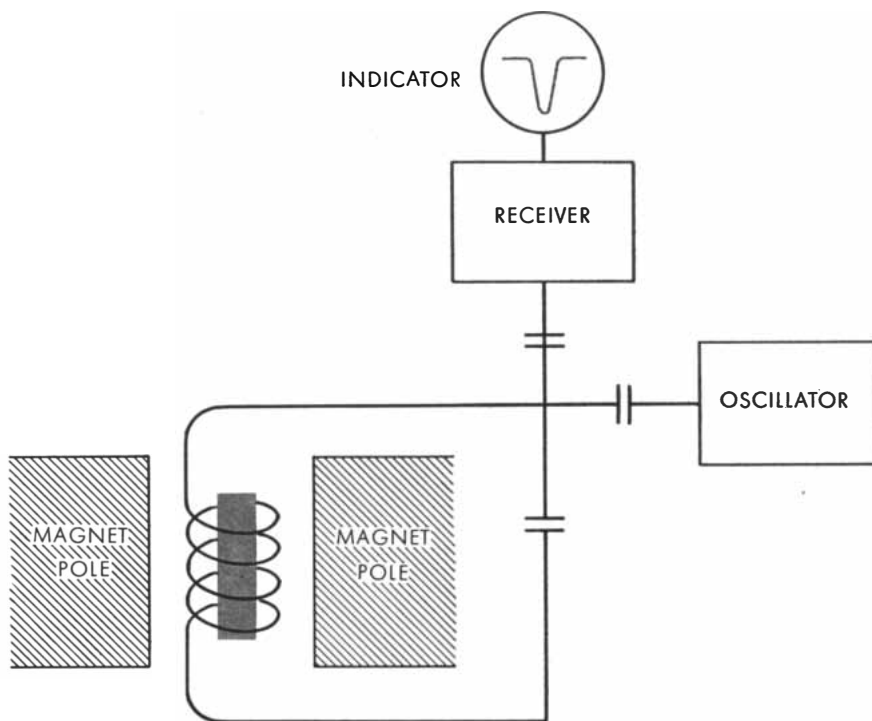 INDICATOR
RECEIVER
OSCILLATOR
MAGNET
POLE
MAGNET
POLE